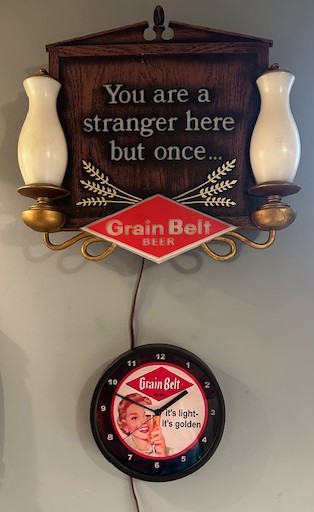 You are a
stranger here
but once...
Grain Belt
BEER
12
11
1
10
2
9
3
8
4
7
5
6
Grain Belt
BEER
it's light-
it's golden